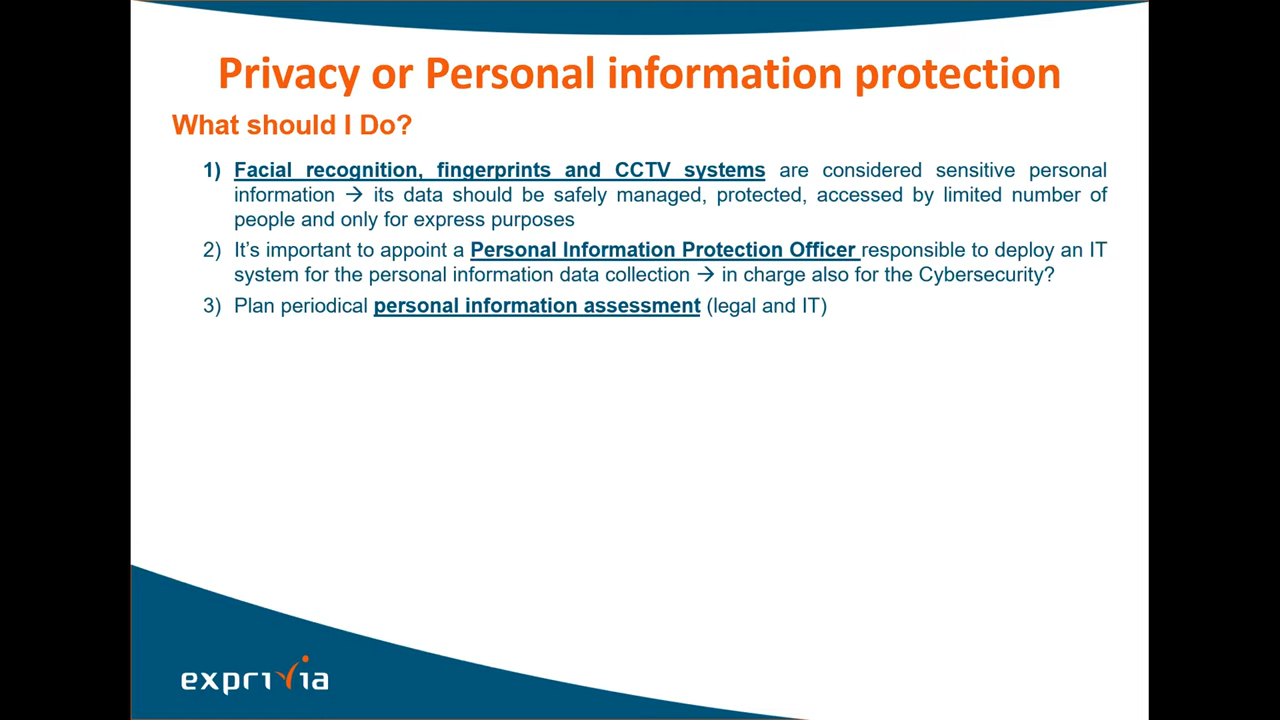 Privacy or Personal information protection
What should I Do?
1) Facial recognition, fingerprints and CCTV systems are considered sensitive personal
information → its data should be safely managed, protected, accessed by limited number of
people and only for express purposes
2) It's important to appoint a Personal Information Protection Officer responsible to deploy an IT
system for the personal information data collection → in charge also for the Cybersecurity?
3) Plan periodical personal information assessment (legal and IT)
exprivia